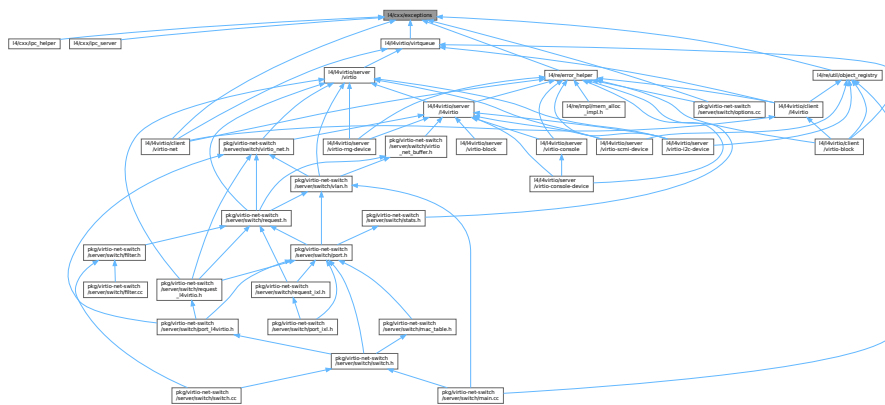 l4/cxx/exceptions
l4/cxx/ipc_helper
l4/cxx/ipc_server
l4/l4virtio/virtqueue
l4/l4virtio/server
/virtio
l4/re/error_helper
l4/re/util/object_registry
l4/l4virtio/server
/l4virtio
l4/re/impl/mem_alloc
_impl.h
pkg/virtio-net-switch
/server/switch/options.cc
l4/l4virtio/client
/l4virtio
l4/l4virtio/client
/virtio-net
pkg/virtio-net-switch
/server/switch/virtio_net.h
l4/l4virtio/server
/virtio-rng-device
pkg/virtio-net-switch
/server/switch/virtio
_net_buffer.h
l4/l4virtio/server
/virtio-block
l4/l4virtio/server
/virtio-console
l4/l4virtio/server
/virtio-scmi-device
l4/l4virtio/server
/virtio-i2c-device
l4/l4virtio/client
/virtio-block
pkg/virtio-net-switch
/server/switch/vlan.h
l4/l4virtio/server
/virtio-console-device
pkg/virtio-net-switch
/server/switch/request.h
pkg/virtio-net-switch
/server/switch/stats.h
pkg/virtio-net-switch
/server/switch/filter.h
pkg/virtio-net-switch
/server/switch/port.h
pkg/virtio-net-switch
/server/switch/filter.cc
pkg/virtio-net-switch
/server/switch/request
_l4virtio.h
pkg/virtio-net-switch
/server/switch/request_ixl.h
pkg/virtio-net-switch
/server/switch/port_l4virtio.h
pkg/virtio-net-switch
/server/switch/port_ixl.h
pkg/virtio-net-switch
/server/switch/mac_table.h
pkg/virtio-net-switch
/server/switch/switch.h
pkg/virtio-net-switch
/server/switch/switch.cc
pkg/virtio-net-switch
/server/switch/main.cc